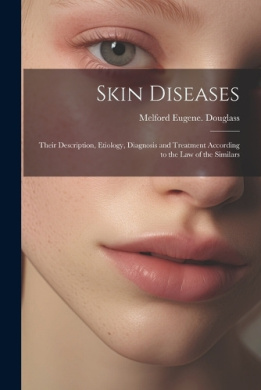 Skin Diseases
Melford Eugene. Douglass
Their Description, Etiology, Diagnosis and Treatment According
to the Law of the Similars